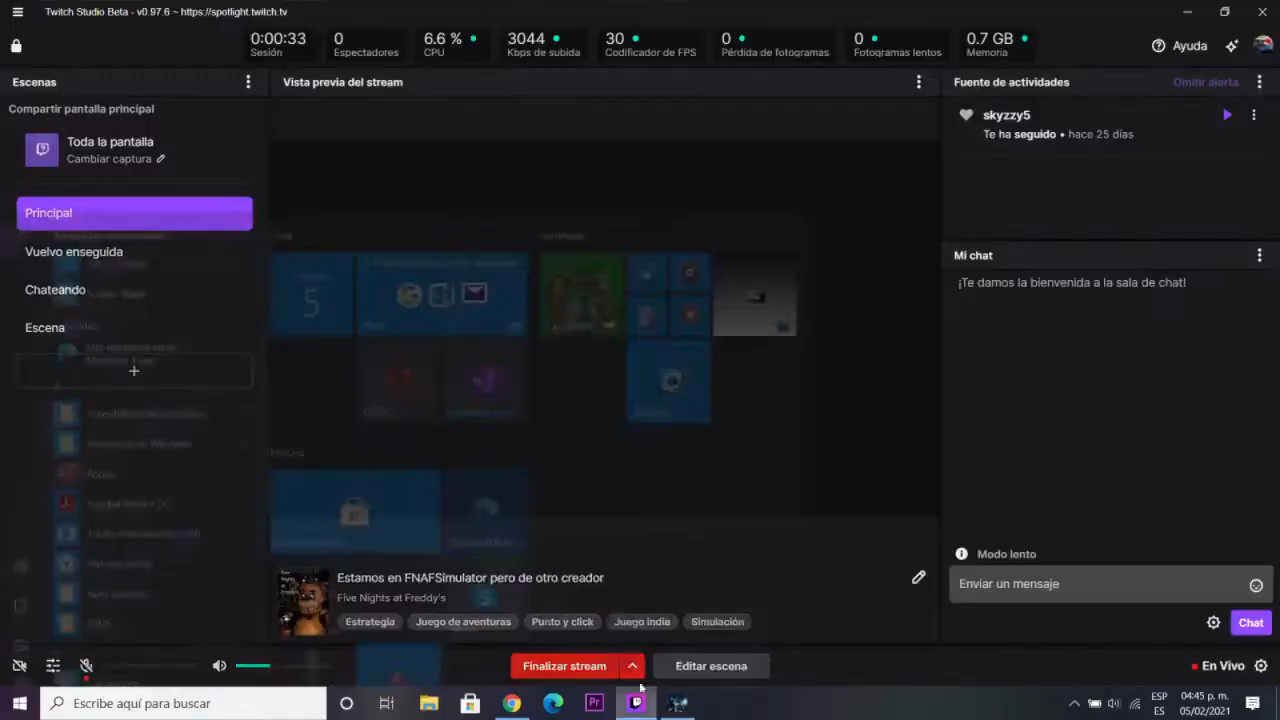 Twitch Studio Beta - v0.97.6 ~ https://spotlight.twitch.tv
0:00:33
Sesión
0
Espectadores
6.6 %
CPU
3044
Kbps de subida
30
Codificador de FPS
0
Pérdida de fotogramas
0
Fotogramas lentos
0.7 GB
Memoria
Ayuda
Escenas
Compartir pantalla principal
Toda la pantalla
Cambiar captura
Principal
Vuelvo enseguida
Chateando
Escena
Vista previa del stream
5
Estamos en FNAFSImulator pero de otro creador
Five Nights at Freddy's
Estrategia
Juego de aventuras
Punto y click
Juego indie
Simulación
Fuente de actividades
Omitir alerta
skyzzy5
Te ha seguido • hace 25 días
Mi chat
¡Te damos la bienvenida a la sala de chat!
Modo lento
Enviar un mensaje
Chat
Finalizar stream
Editar escena
En Vivo
Escribe aquí para buscar
Pr
ESP
ES
04:45 p. m.
05/02/2021